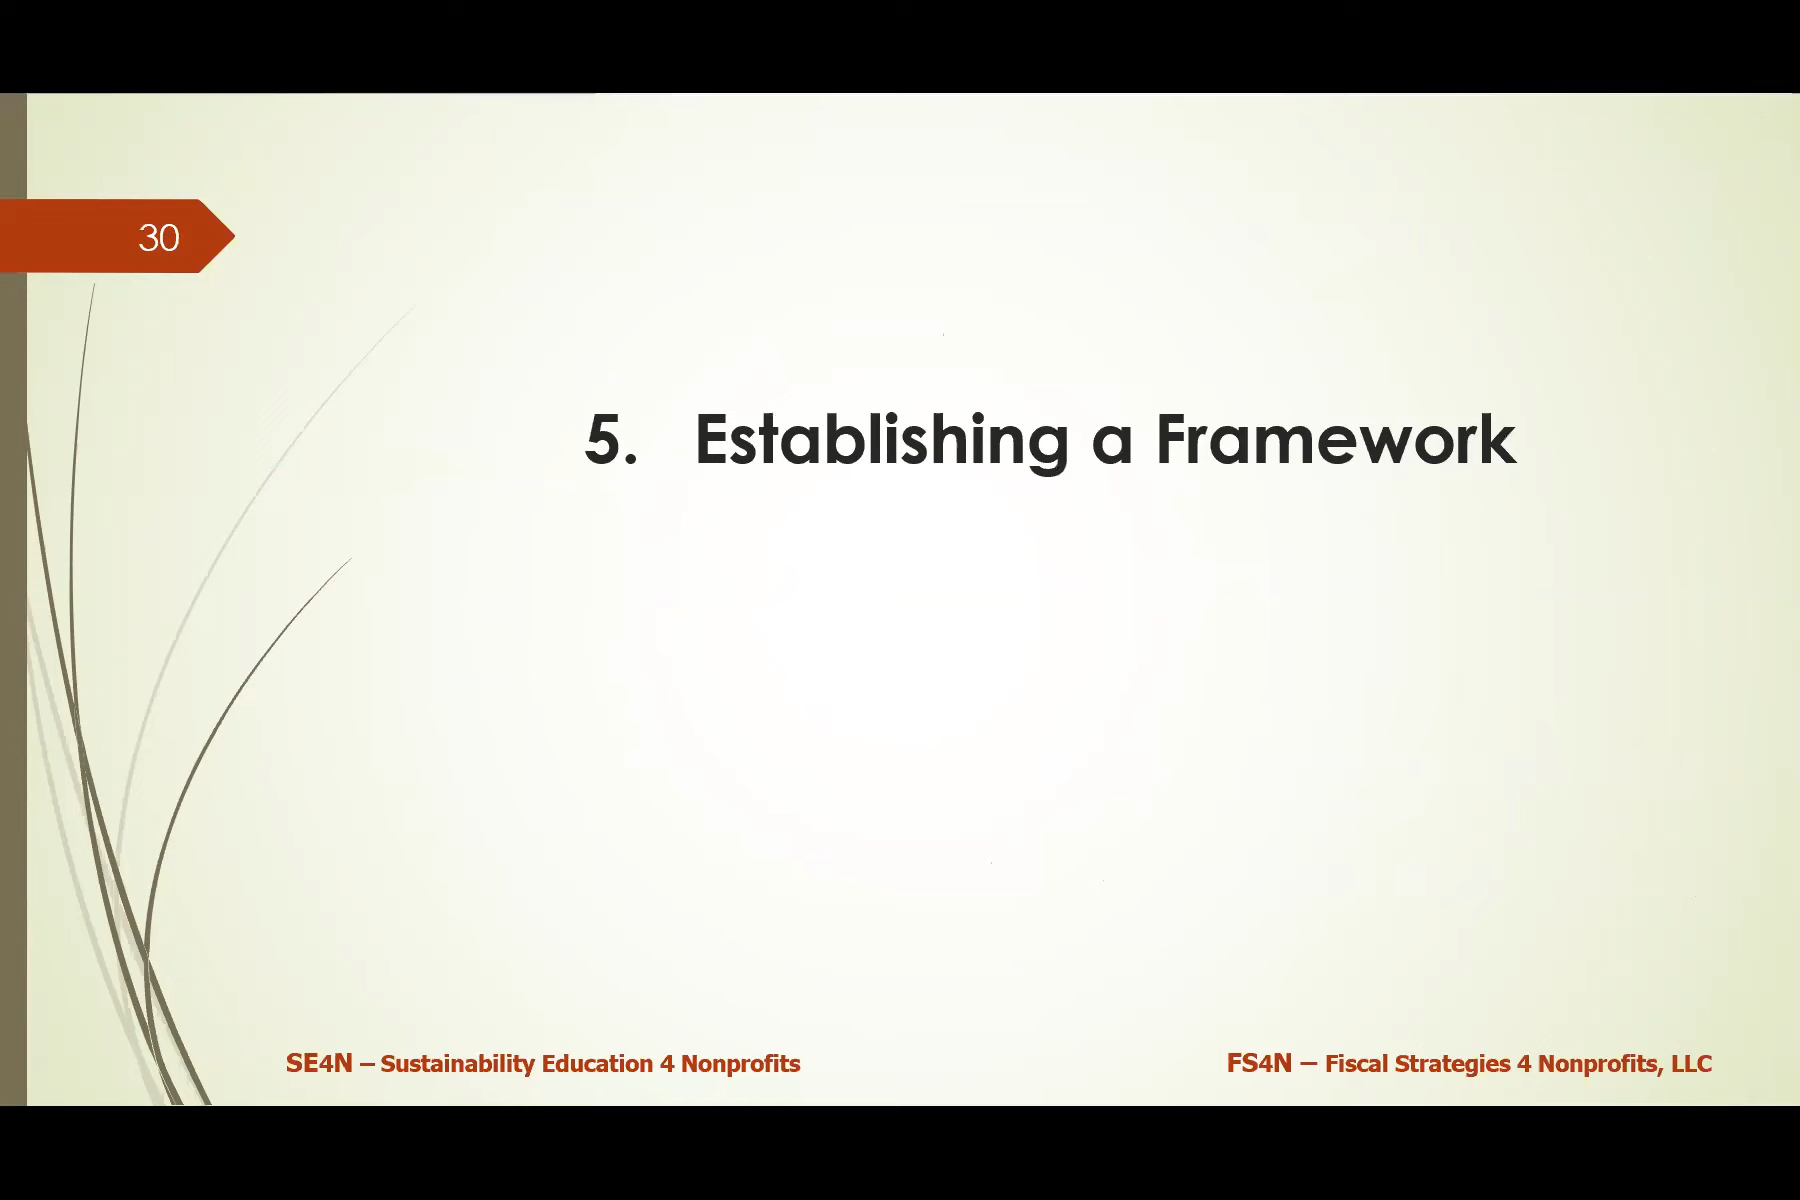 30
5. Establishing a Framework
SE4N – Sustainability Education 4 Nonprofits
FS4N – Fiscal Strategies 4 Nonprofits, LLC